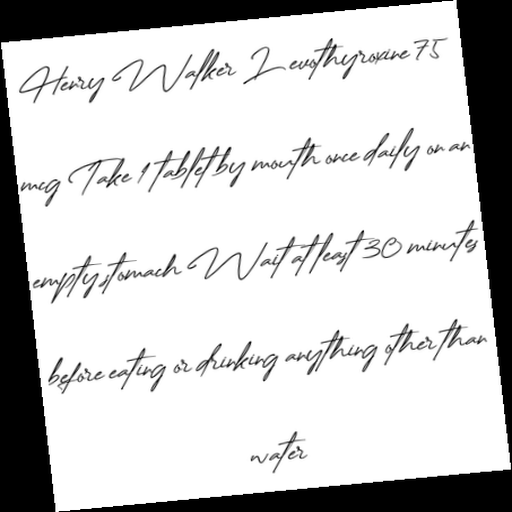 Henry Walker Levothyroxine 75
mcg Take 1 tablet by mouth once daily on an
empty stomach Wait at least 30 minutes
before eating or drinking anything other than
water